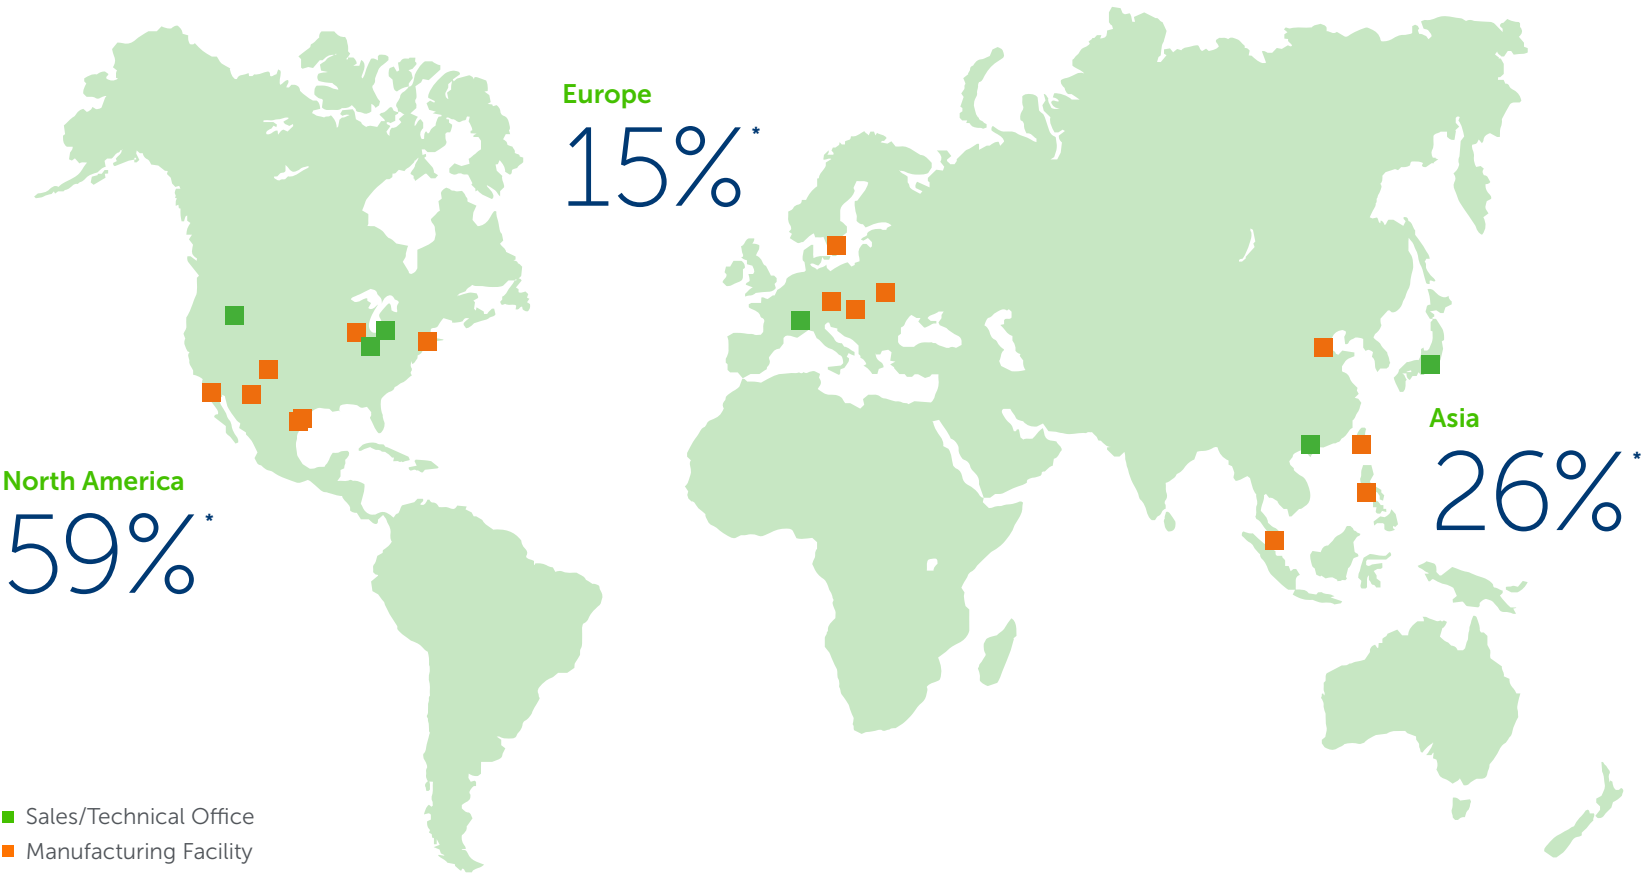 Europe
15%*
Asia
26%*
North America
59%*
Sales/Technical Office
Manufacturing Facility